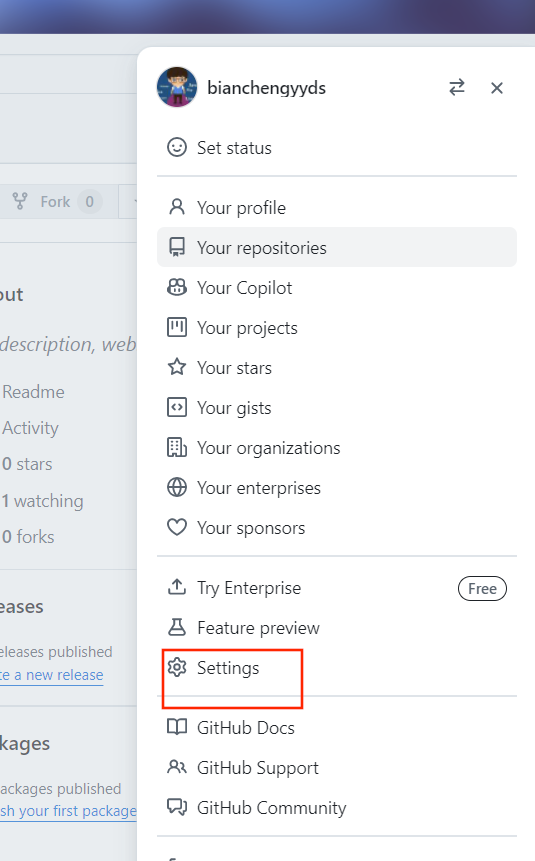 bianchengyyds
Set status
Fork 0
Your profile
Your repositories
out
Your Copilot
description, web
Your projects
Readme
Your stars
Activity
Your gists
0 stars
Your organizations
1 watching
Your enterprises
0 forks
Your sponsors
Try Enterprise Free
eases
Feature preview
eleases published
Settings
te a new release
GitHub Docs
kages
GitHub Support
ackages published
GitHub Community
sh your first package